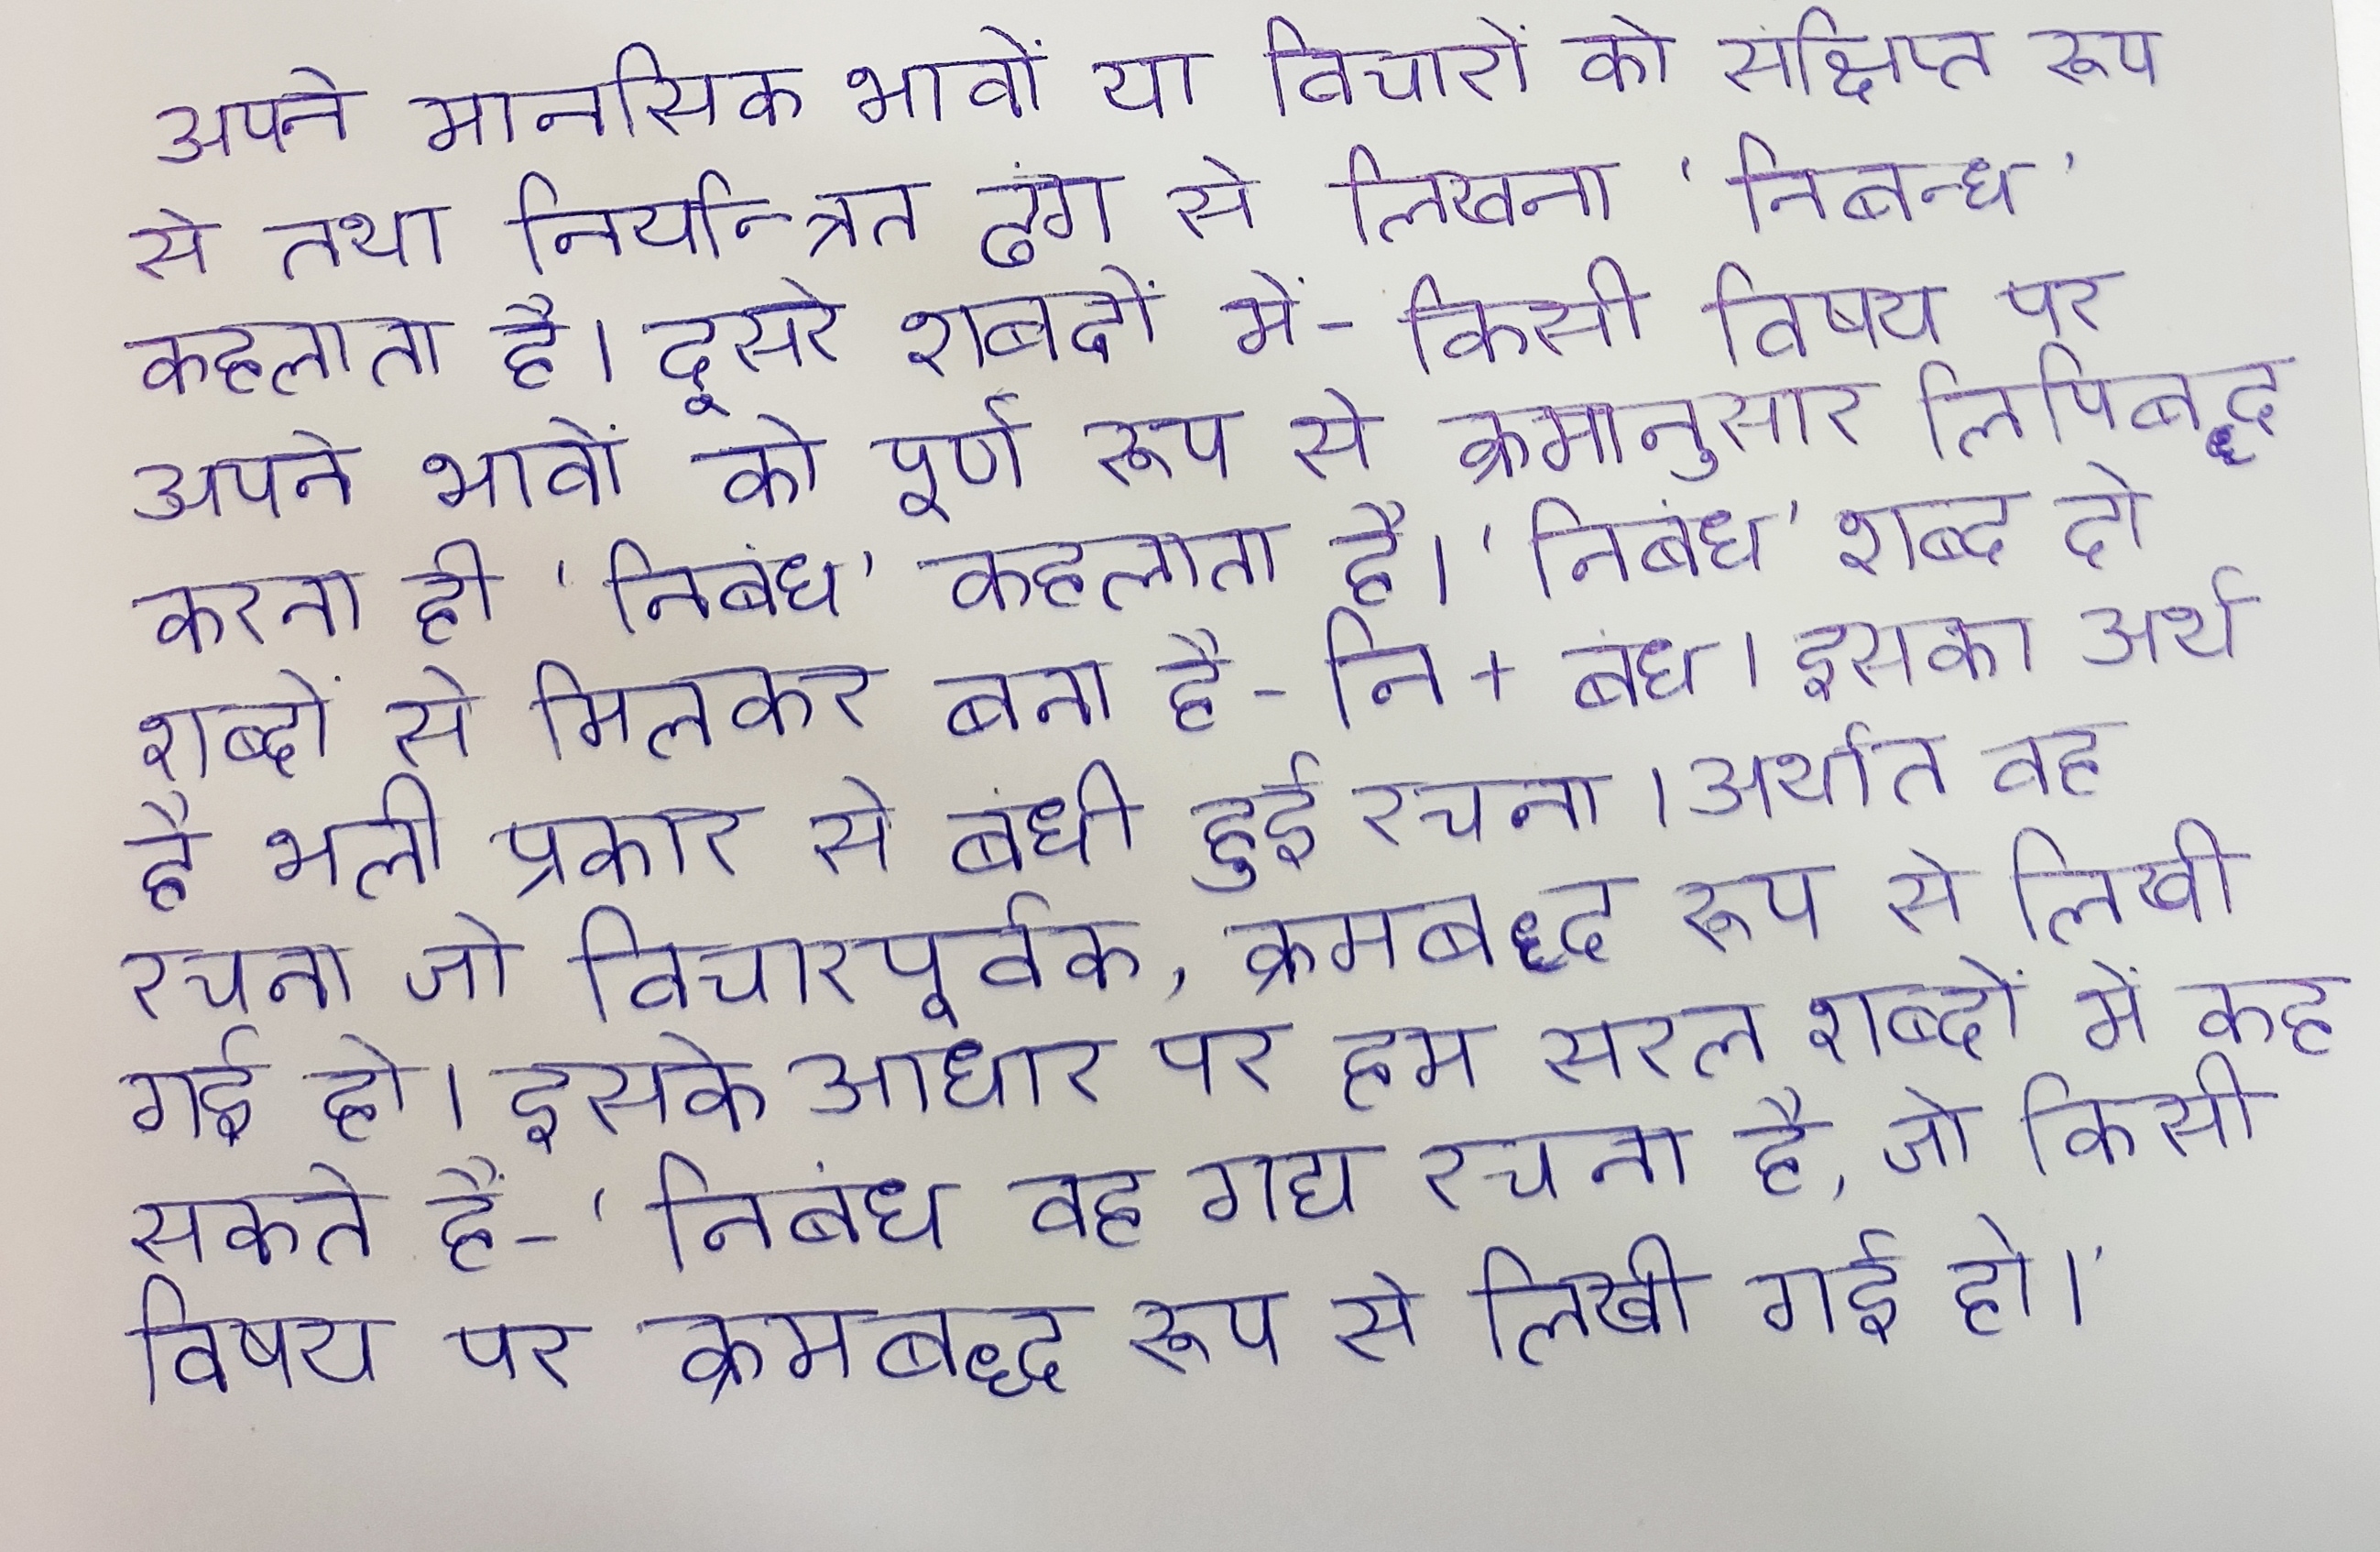 अपने मानसिक भावों या विचारों को संक्षिप्त रूप
से तथा नियन्त्रित ढंग से लिखना 'निबन्ध'
कहलाता है। दूसरे शबदों में- किसी विषय पर
अपने भावों को पूर्ण रूप से क्रमानुसार लिपिबद्ध
करना ही 'निबंध' कहलाता है। 'निबंध' शब्द दो
शब्दों से मिलकर बना है- नि + बंध। इसका अर्थ
है भली प्रकार से बंधी हुई रचना। अर्थात वह
रचना जो विचारपूर्वक, क्रमबद्ध रूप से लिखी
गई हो। इसके आधार पर हम सरल शब्दों में कह
सकते हैं- 'निबंध वह गद्य रचना है, जो किसी
विषय पर क्रमबद्ध रूप से लिखी गई हो।'